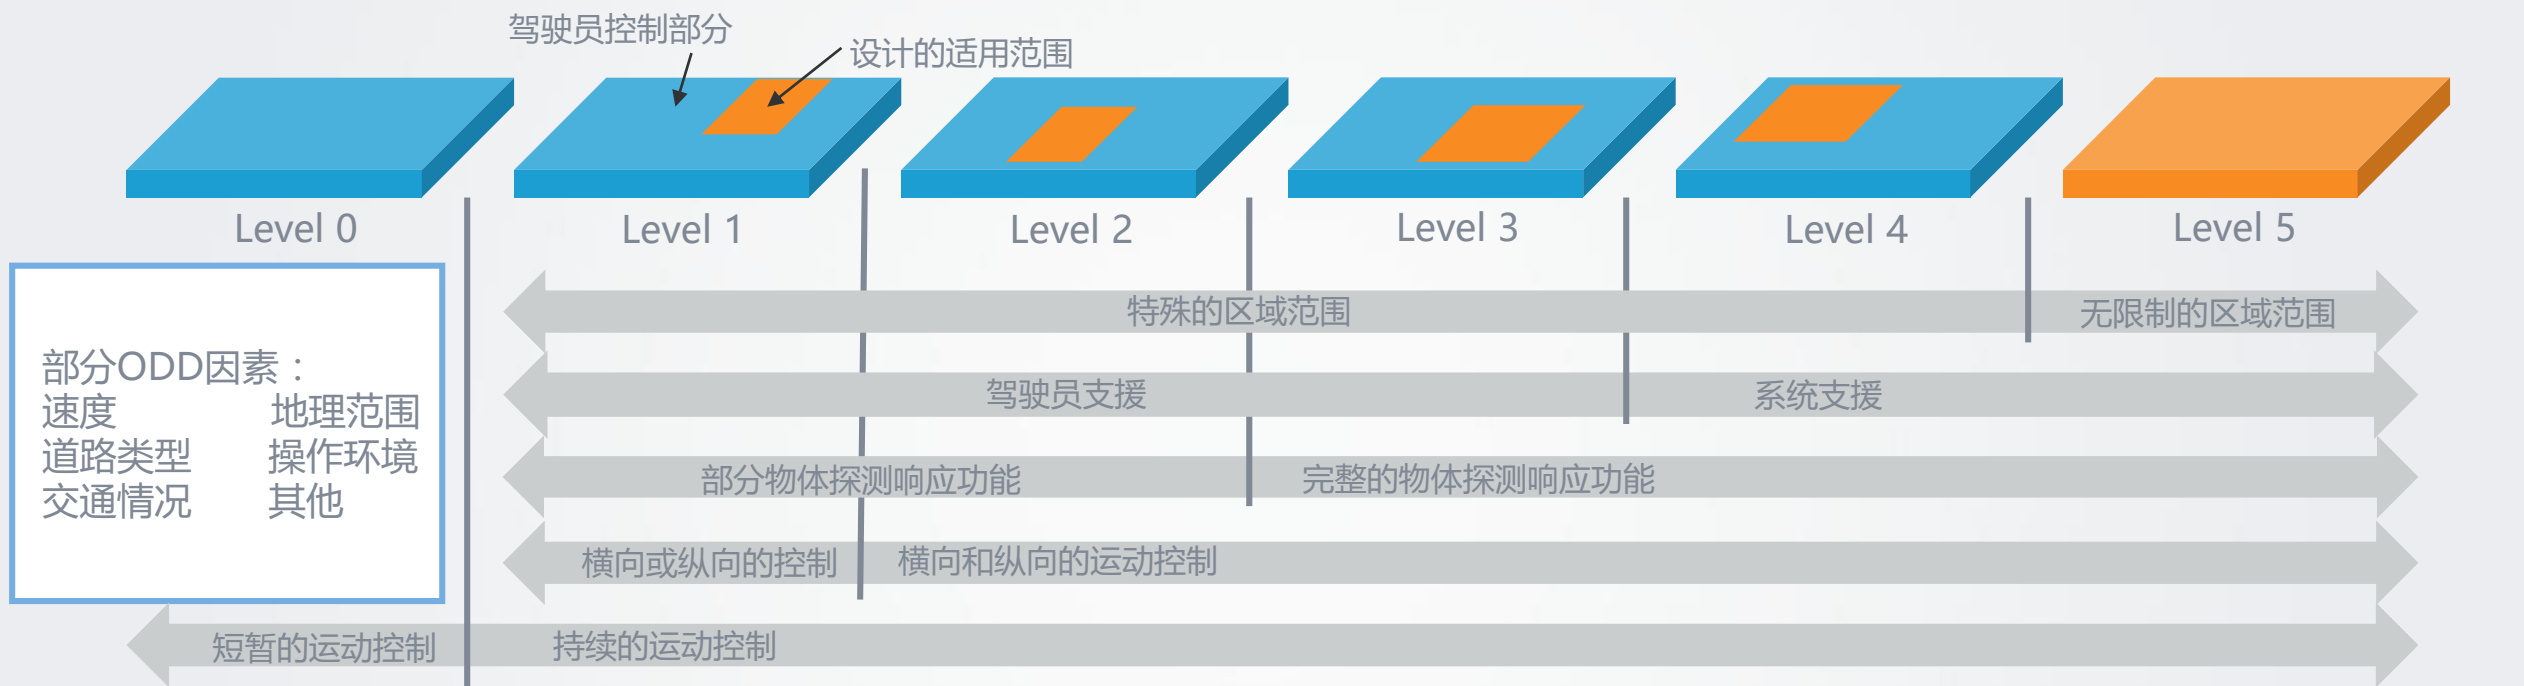 驾驶员控制部分
设计的适用范围
Level 0
Level 1
Level 2
Level 3
Level 4
Level 5
特殊的区域范围
无限制的区域范围
部分ODD因素：
速度 地理范围
道路类型 操作环境
交通情况 其他
驾驶员支援
系统支援
部分物体探测响应功能
完整的物体探测响应功能
横向或纵向的控制
横向和纵向的运动控制
短暂的运动控制
持续的运动控制